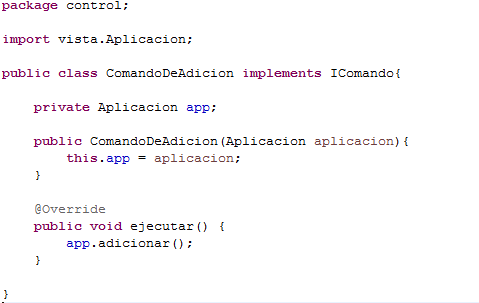 package control;
import vista.Aplicacion;
public class ComandoDeAdicion implements IComando{
private Aplicacion app;
public ComandoDeAdicion(Aplicacion aplicacion){
this.app = aplicacion;
}
@Override
public void ejecutar() {
app.adicionar();
}
}